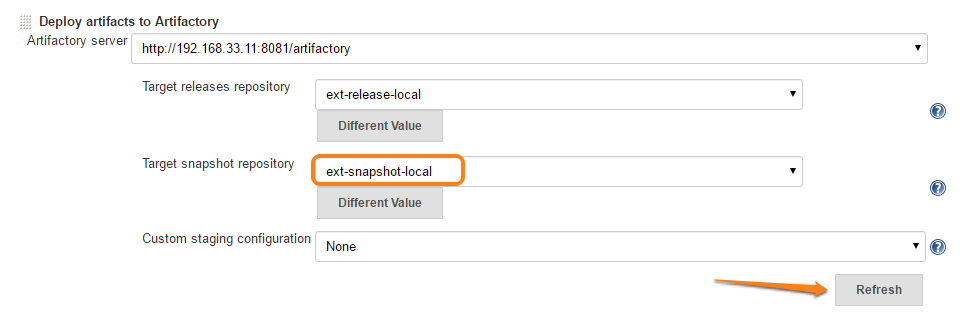 Deploy artifacts to Artifactory
Artifactory server
http://192.168.33.11:8081/artifactory
Target releases repository
ext-release-local
Different Value
?
Target snapshot repository
ext-snapshot-local
Different Value
?
Custom staging configuration
None
?
Refresh